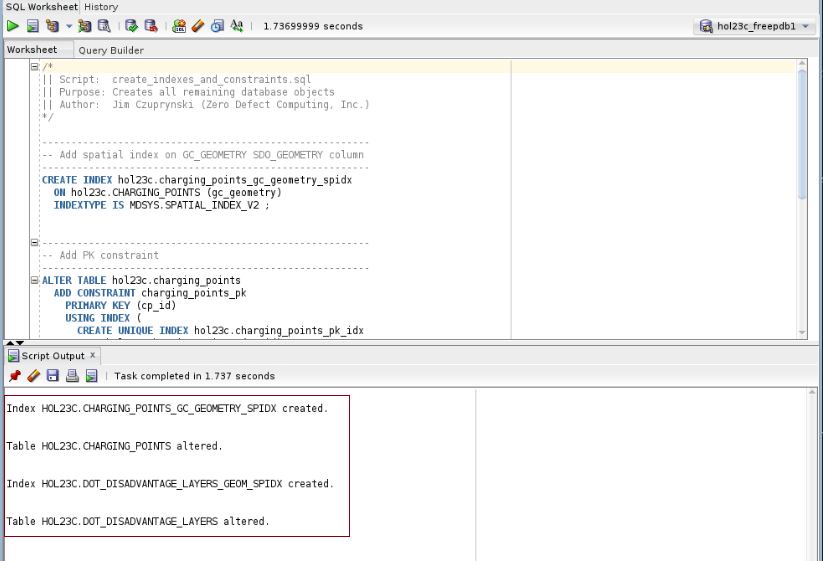 SQL Worksheet History
1.73699999 seconds
hol23c_freepdb1
Worksheet Query Builder
/*
|| Script:  create_indexes_and_constraints.sql
|| Purpose: Creates all remaining database objects
|| Author:  Jim Czuprynski (Zero Defect Computing, Inc.)
*/
-------------------------------------------------------
-- Add spatial index on GC_GEOMETRY SDO_GEOMETRY column
-------------------------------------------------------
CREATE INDEX hol23c.charging_points_gc_geometry_spidx
ON hol23c.CHARGING_POINTS (gc_geometry)
INDEXTYPE IS MDSYS.SPATIAL_INDEX_V2 ;
-------------------------------------------------------
-- Add PK constraint
-------------------------------------------------------
ALTER TABLE hol23c.charging_points
ADD CONSTRAINT charging_points_pk
PRIMARY KEY (cp_id)
USING INDEX (
CREATE UNIQUE INDEX hol23c.charging_points_pk_idx
Script Output x
Task completed in 1.737 seconds
Index HOL23C.CHARGING_POINTS_GC_GEOMETRY_SPIDX created.
Table HOL23C.CHARGING_POINTS altered.
Index HOL23C.DOT_DISADVANTAGE_LAYERS_GEOM_SPIDX created.
Table HOL23C.DOT_DISADVANTAGE_LAYERS altered.